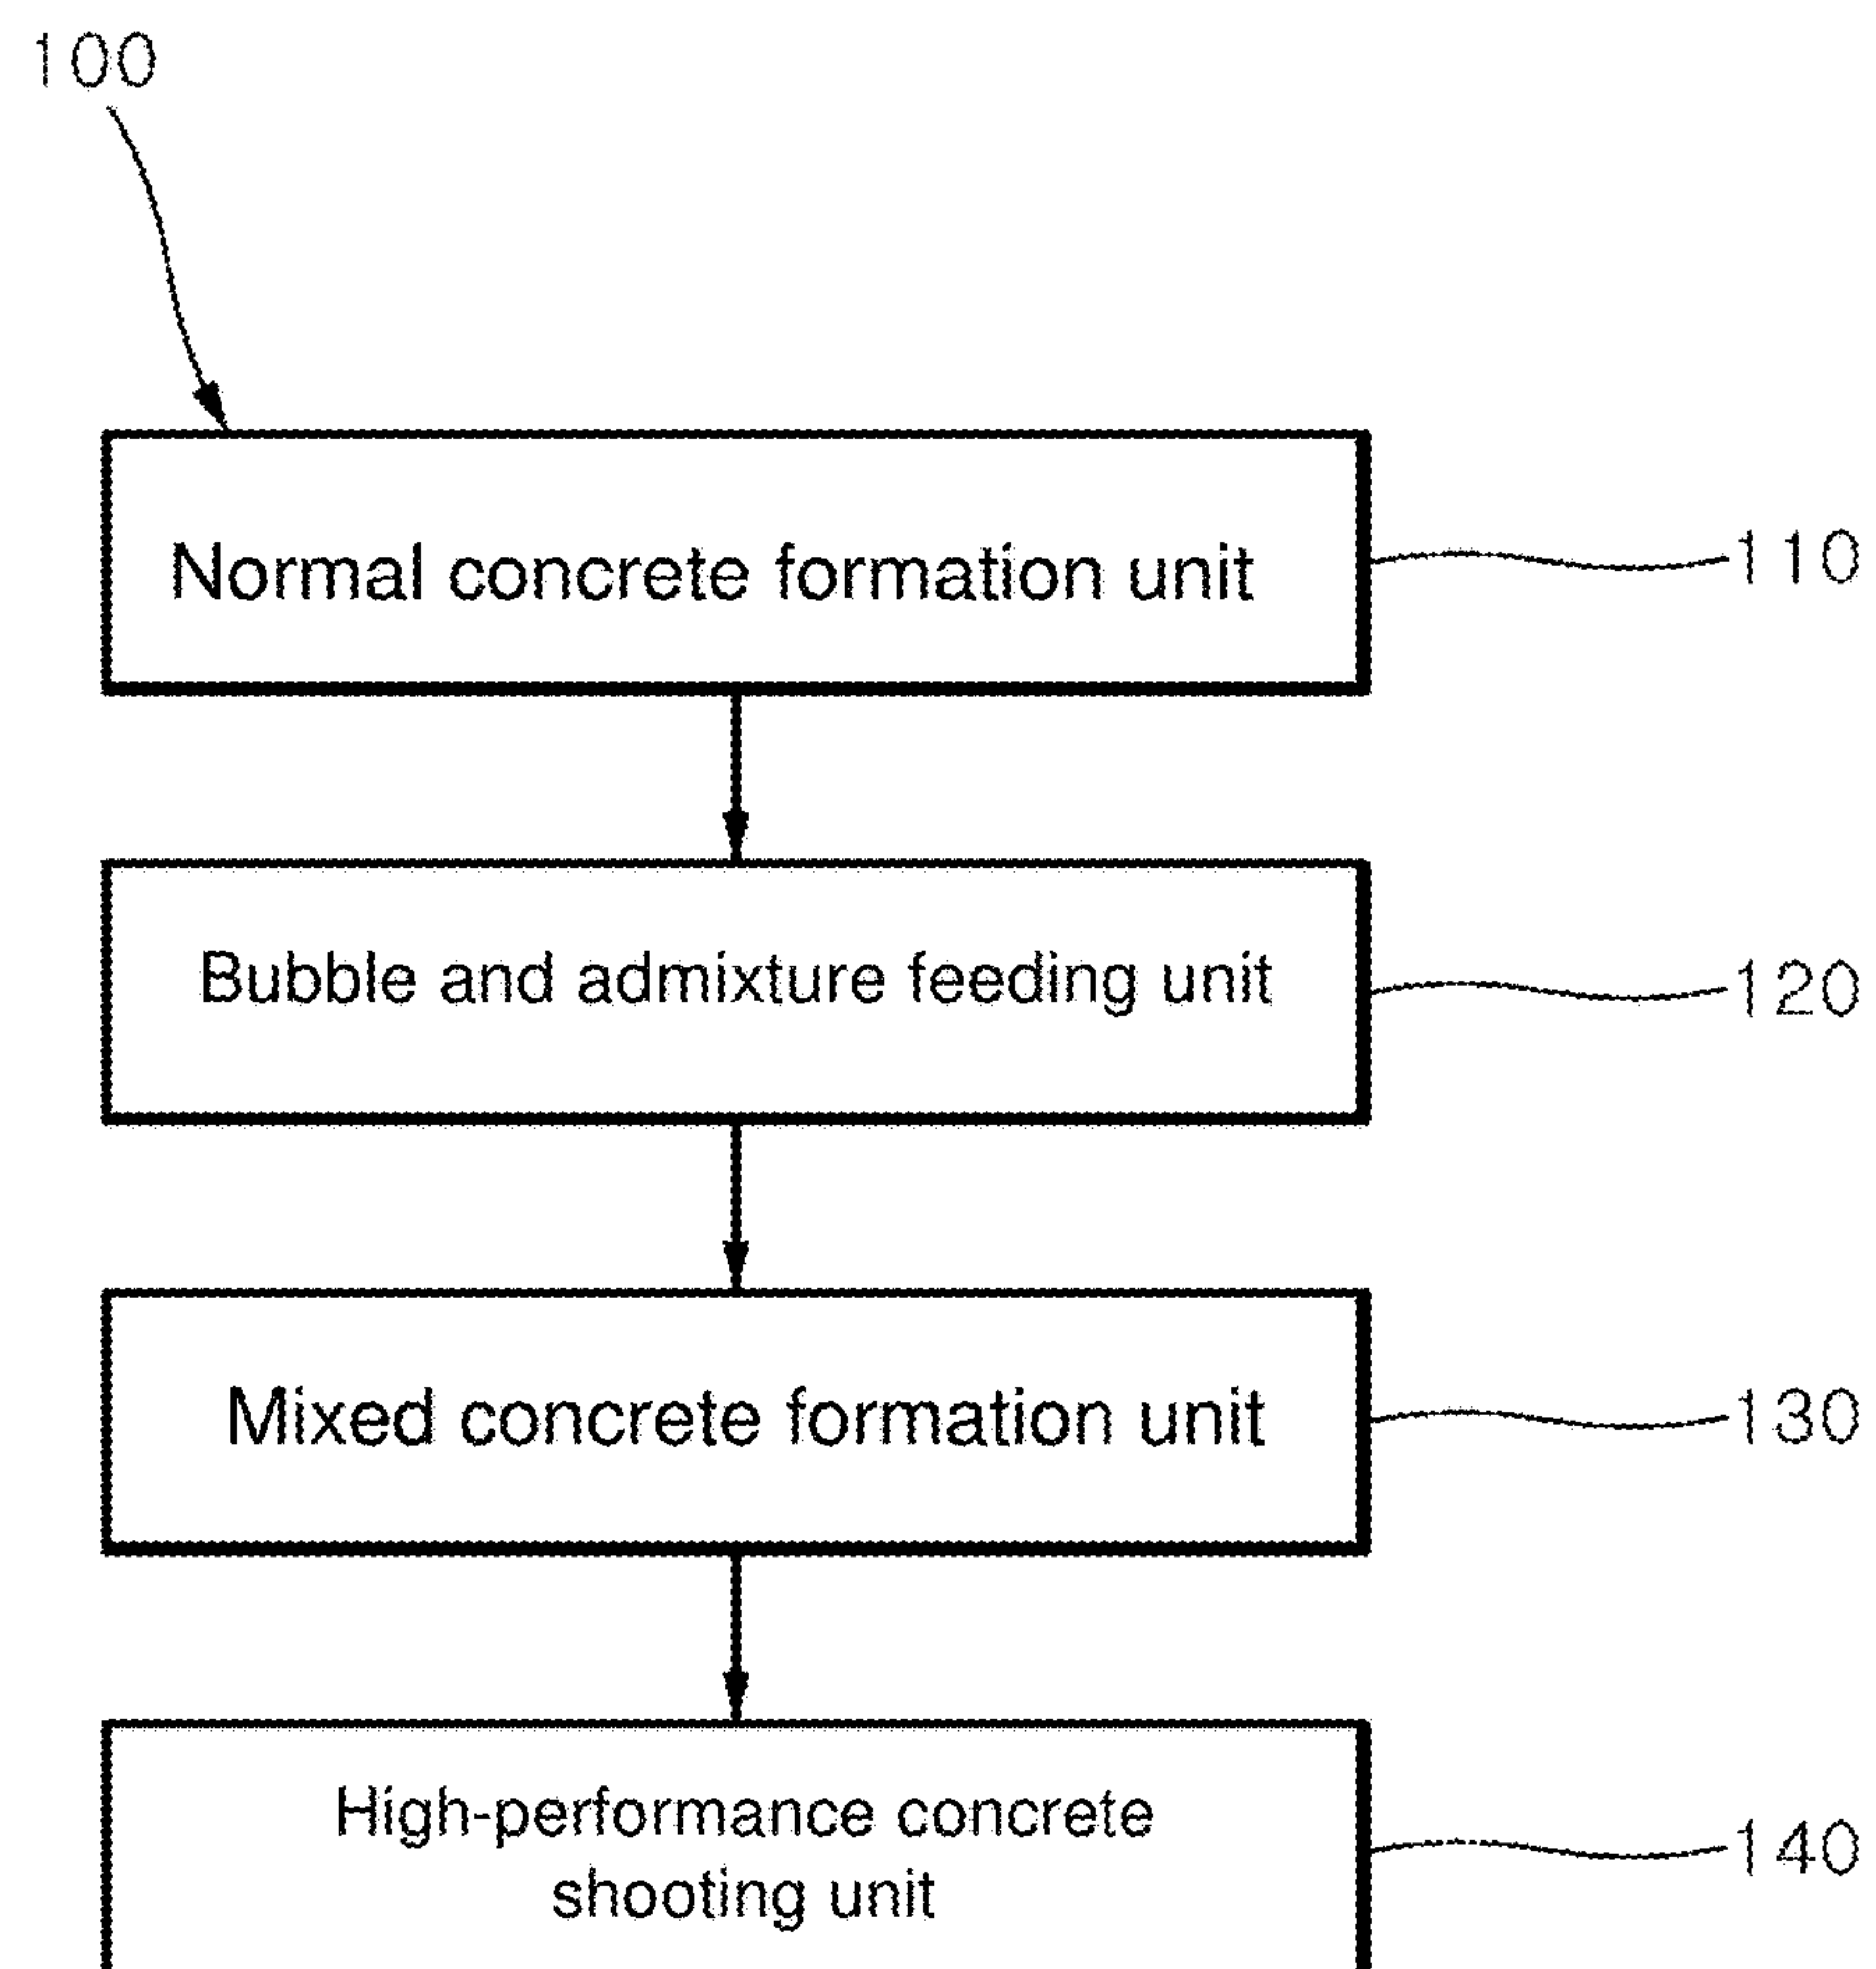 100
Normal concrete formation unit
110
Bubble and admixture feeding unit
120
Mixed concrete formation unit
130
High-performance concrete
shooting unit
140